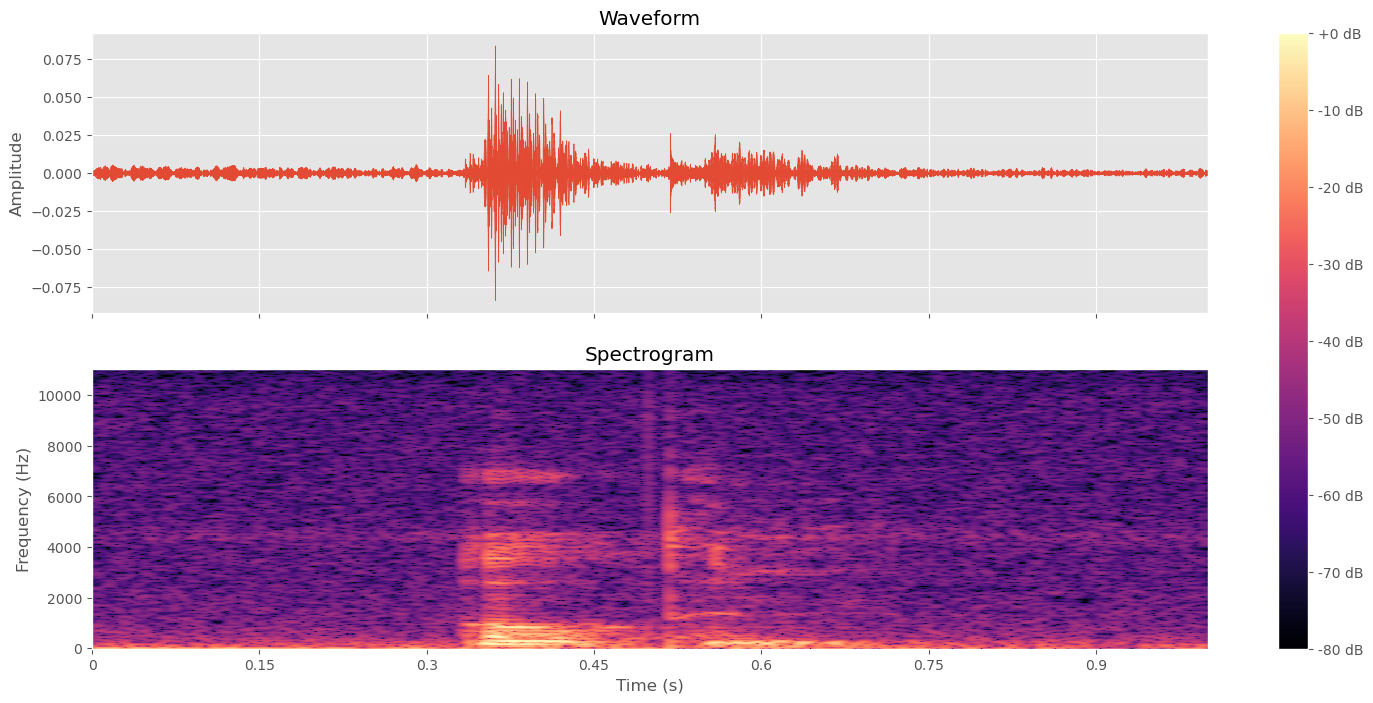 Waveform
Amplitude
0.075
0.050
0.025
0.000
−0.025
−0.050
−0.075
Spectrogram
Frequency (Hz)
10000
8000
6000
4000
2000
0
0 0.15 0.3 0.45 0.6 0.75 0.9
Time (s)
+0 dB
-10 dB
-20 dB
-30 dB
-40 dB
-50 dB
-60 dB
-70 dB
-80 dB